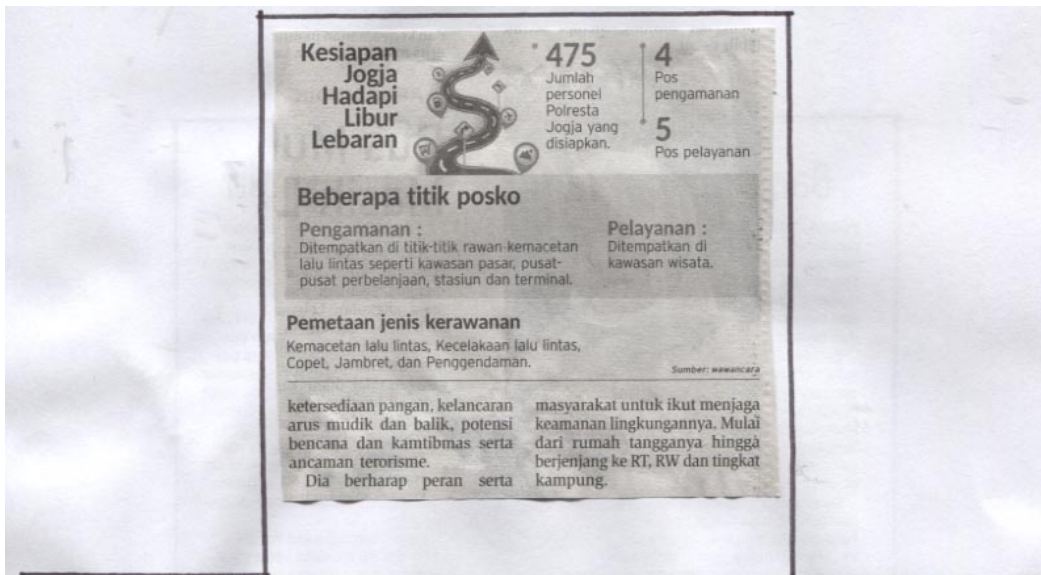 Kesiapan
Jogja
Hadapi
Libur
Lebaran
475
Jumlah
personel
Polresta
Jogja yang
disiapkan.
4
Pos
pengamanan
5
Pos pelayanan
Beberapa titik posko
Pengamanan :
Ditempatkan di titik-titik rawan kemacetan
lalu lintas seperti kawasan pasar, pusat-
pusat perbelanjaan, stasiun dan terminal.
Pelayanan :
Ditempatkan di
kawasan wisata.
Pemetaan jenis kerawanan
Kemacetan lalu lintas, Kecelakaan lalu lintas,
Copet, Jambret, dan Penggendaman.
Sumber: wawancara
ketersediaan pangan, kelancaran
arus mudik dan balik, potensi
bencana dan kamtibmas serta
ancaman terorisme.
Dia berharap peran serta
masyarakat untuk ikut menjaga
keamanan lingkungannya. Mulai
dari rumah tangganya hingga
berjenjang ke RT, RW dan tingkat
kampung.